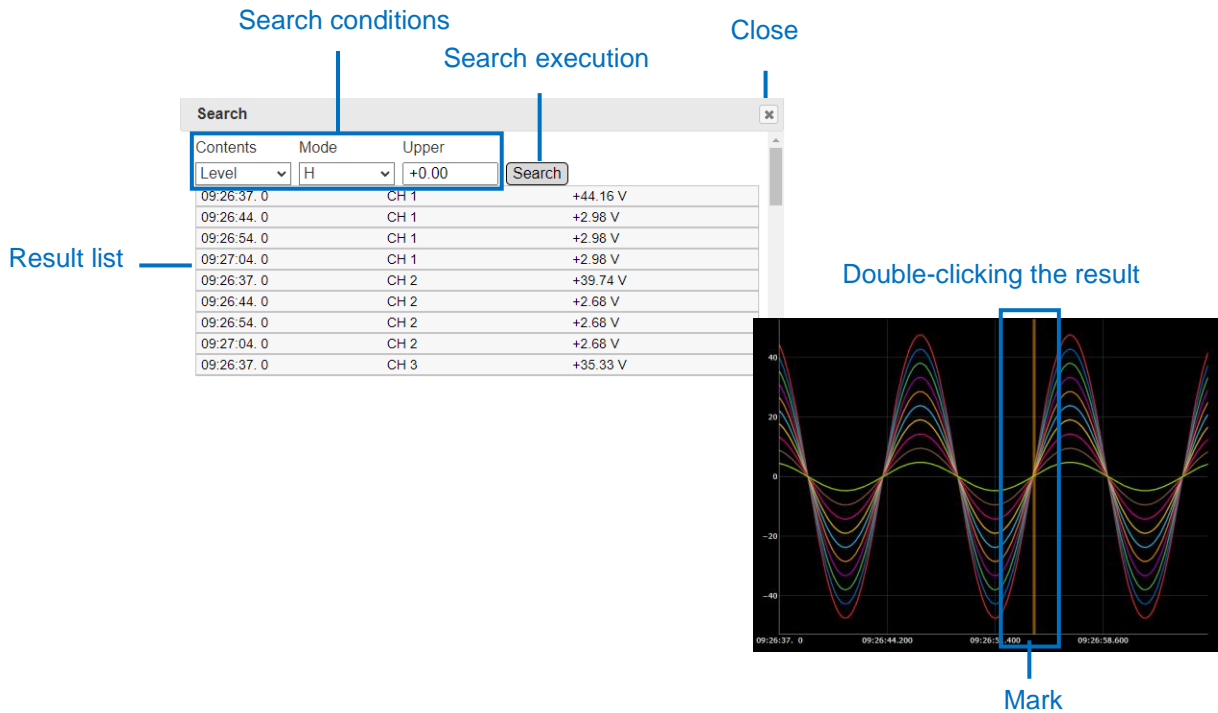 Search conditions
Close
Search execution
Search
Contents Mode Upper
Level H +0.00 Search
09:26:37. 0 CH 1 +44.16 V
09:26:44. 0 CH 1 +2.98 V
09:26:54. 0 CH 1 +2.98 V
09:27:04. 0 CH 1 +2.98 V
09:26:37. 0 CH 2 +39.74 V
09:26:44. 0 CH 2 +2.68 V
09:26:54. 0 CH 2 +2.68 V
09:27:04. 0 CH 2 +2.68 V
09:26:37. 0 CH 3 +35.33 V
Result list
Double-clicking the result
40
20
0
−20
−40
09:26:37. 0 09:26:44.200 09:26:5 .400 09:26:58.600
Mark